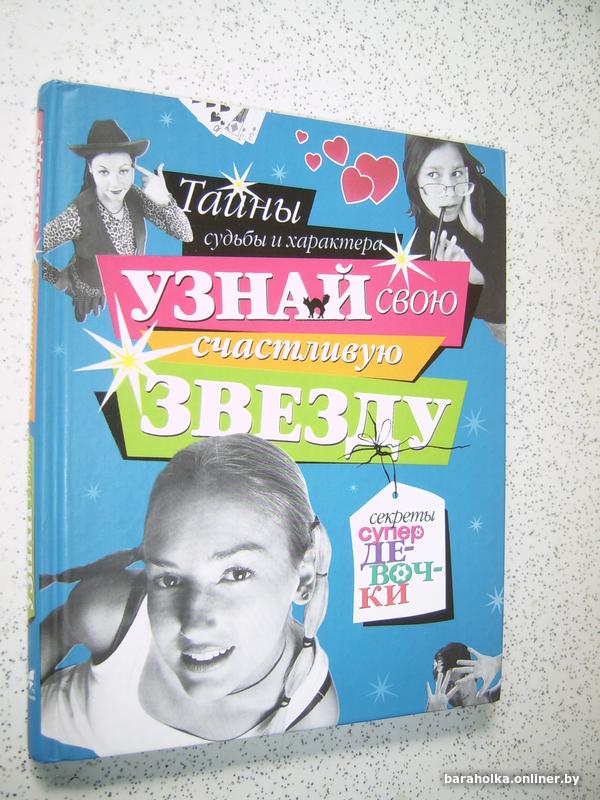 Тайны
судьбы и характера
УЗНАЙ свою
счастливую
ЗВЕЗДУ
секреты
супер
ДЕ-
ВОЧ-
КИ
baraholka.onliner.by